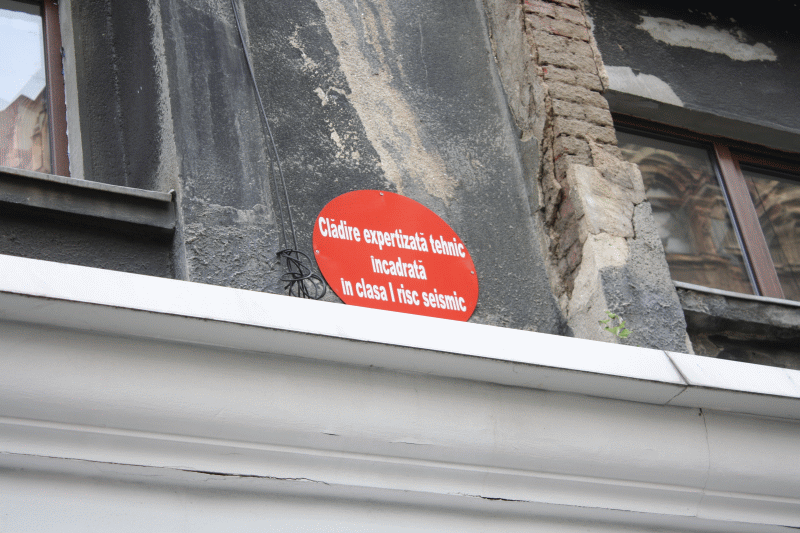 Clădire expertizată tehnic
încadrată
în clasa I risc seismic